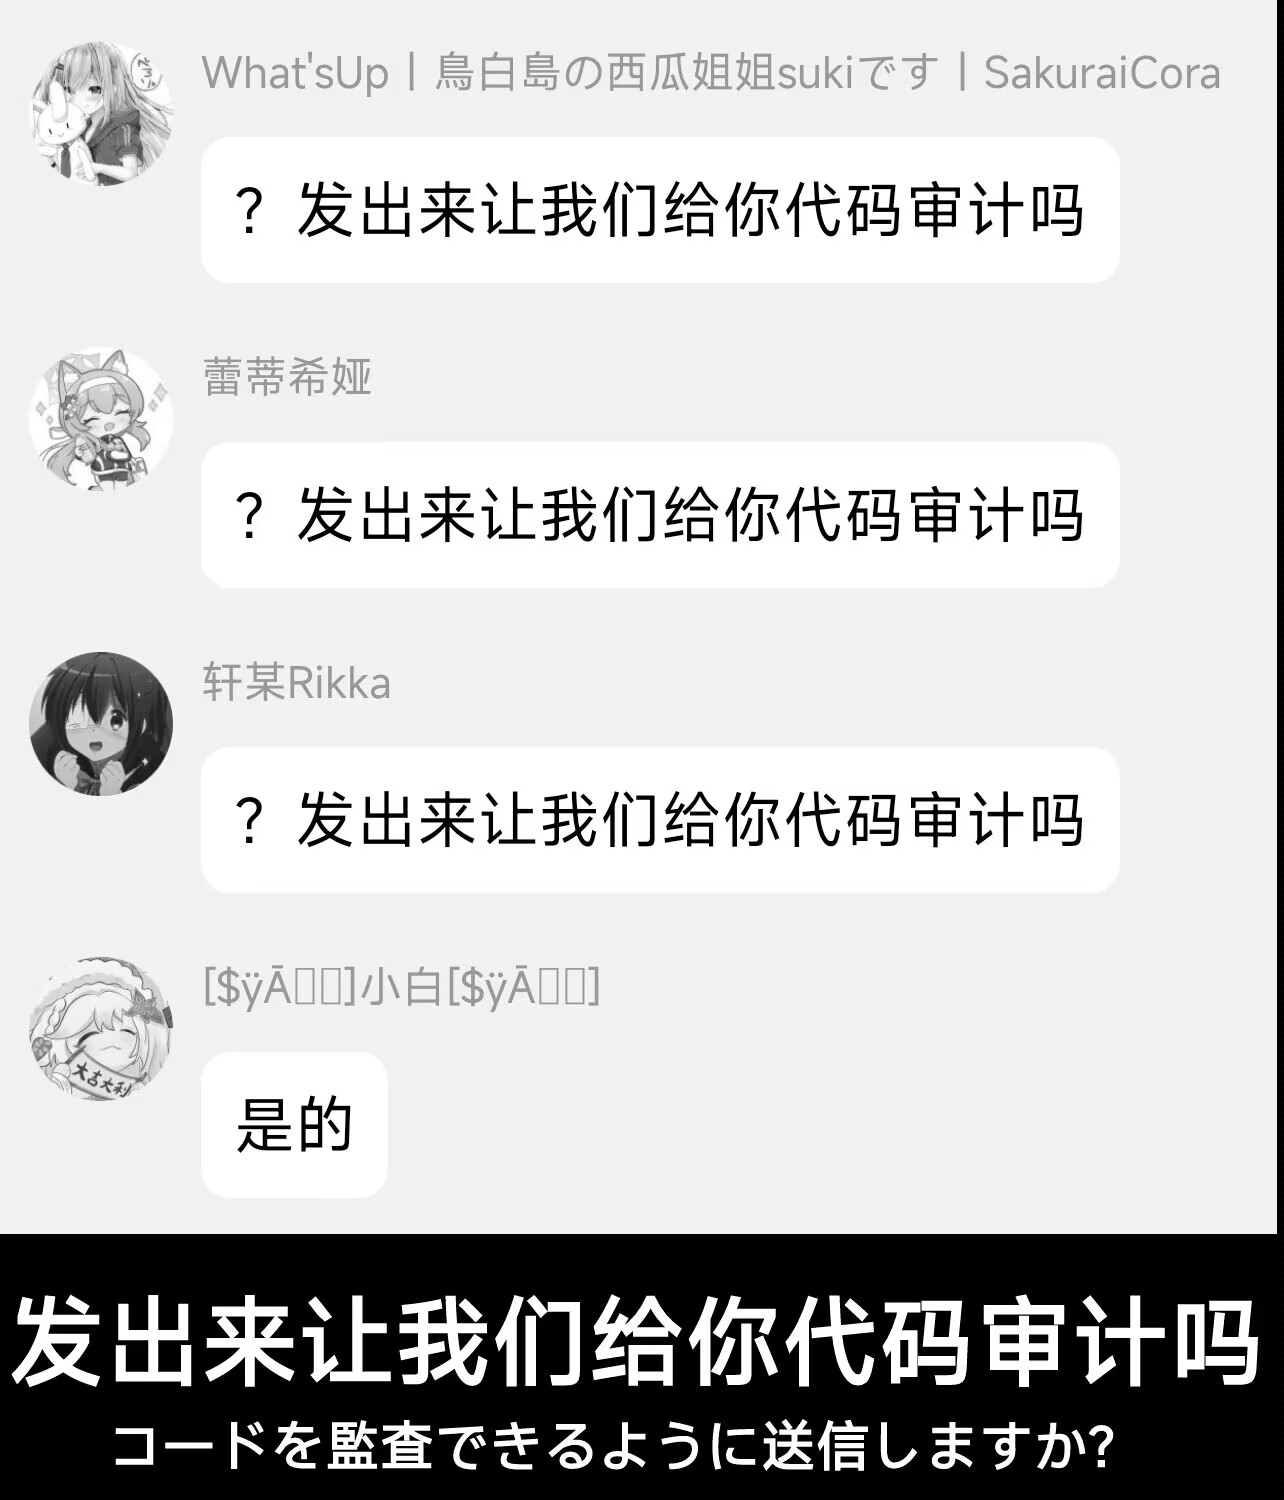 What'sUp丨鳥白島の西瓜姐姐sukiです丨SakuraiCora
？发出来让我们给你代码审计吗
蕾蒂希娅
？发出来让我们给你代码审计吗
轩某Rikka
？发出来让我们给你代码审计吗
[$ÿĀ▯▯]小白[$ÿĀ▯▯]
大吉大利
是的
发出来让我们给你代码审计吗
コードを監査できるように送信しますか?